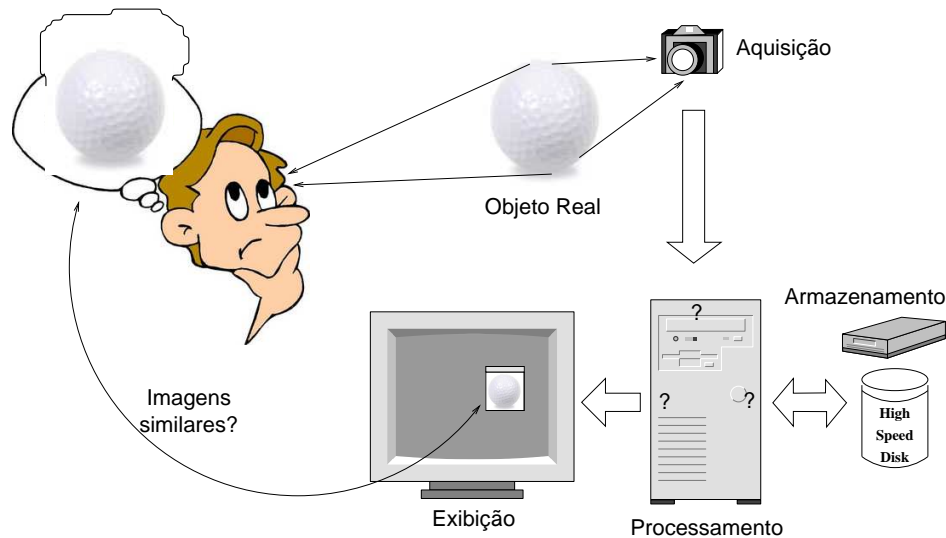 Aquisição
Objeto Real
Armazenamento
?
?
?
High
Speed
Disk
Imagens
similares?
Exibição
Processamento